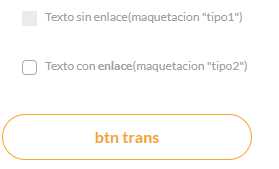 Texto sin enlace(maquetacion "tipo1")
Texto con enlace(maquetacion "tipo2")
btn trans